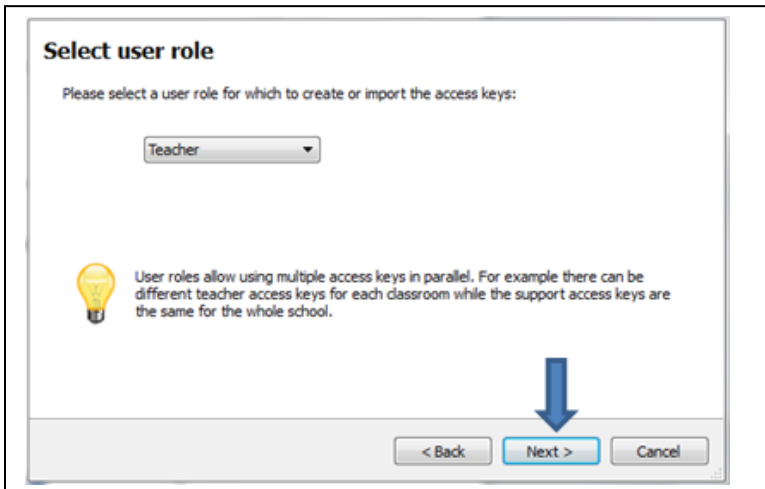 Select user role
Please select a user role for which to create or import the access keys:
Teacher
User roles allow using multiple access keys in parallel. For example there can be
different teacher access keys for each classroom while the support access keys are
the same for the whole school.
< Back Next > Cancel